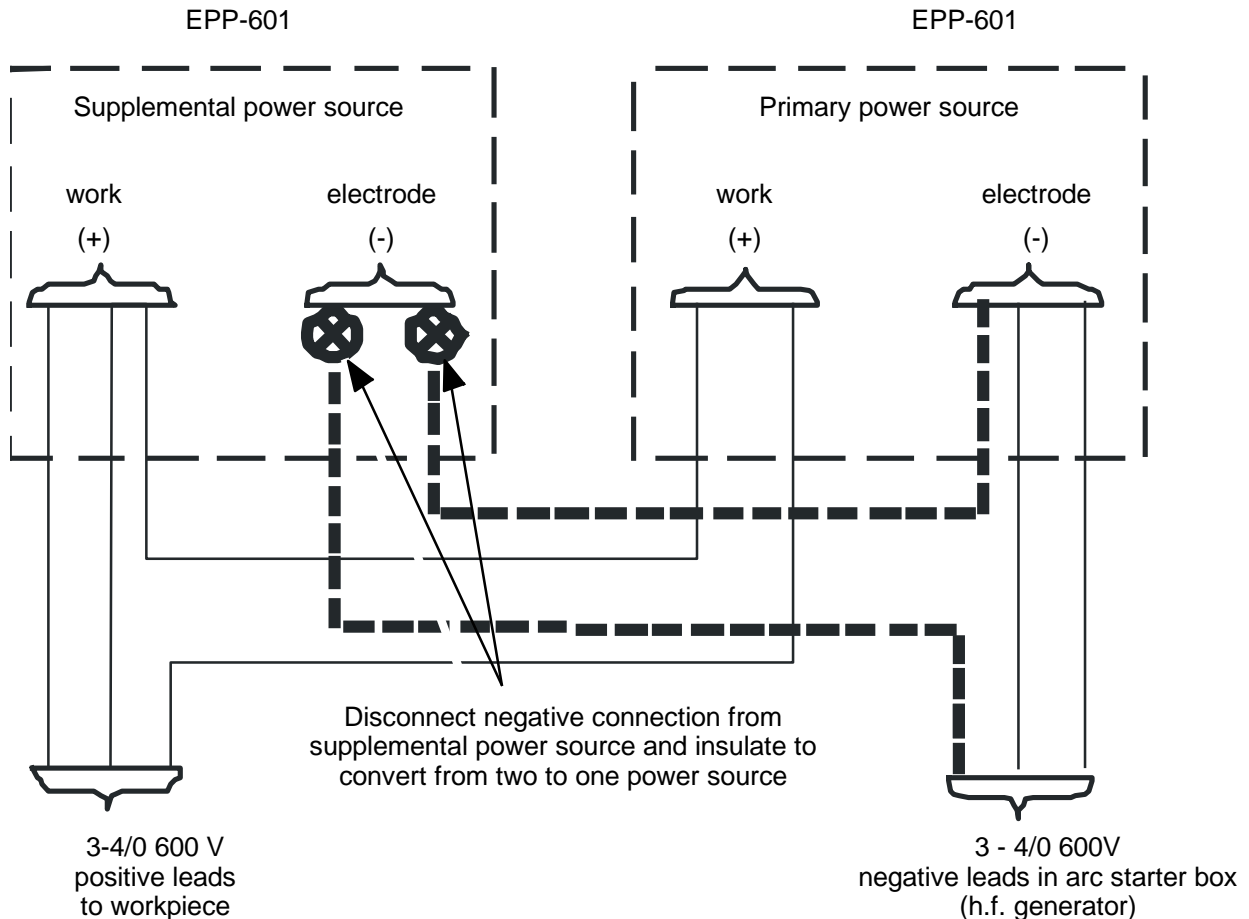 EPP-601
EPP-601
Supplemental power source
Primary power source
work
electrode
work
electrode
(+)
(-)
(+)
(-)
Disconnect negative connection from
supplemental power source and insulate to
convert from two to one power source
3-4/0 600 V
positive leads
to workpiece
3 - 4/0 600V
negative leads in arc starter box
(h.f. generator)